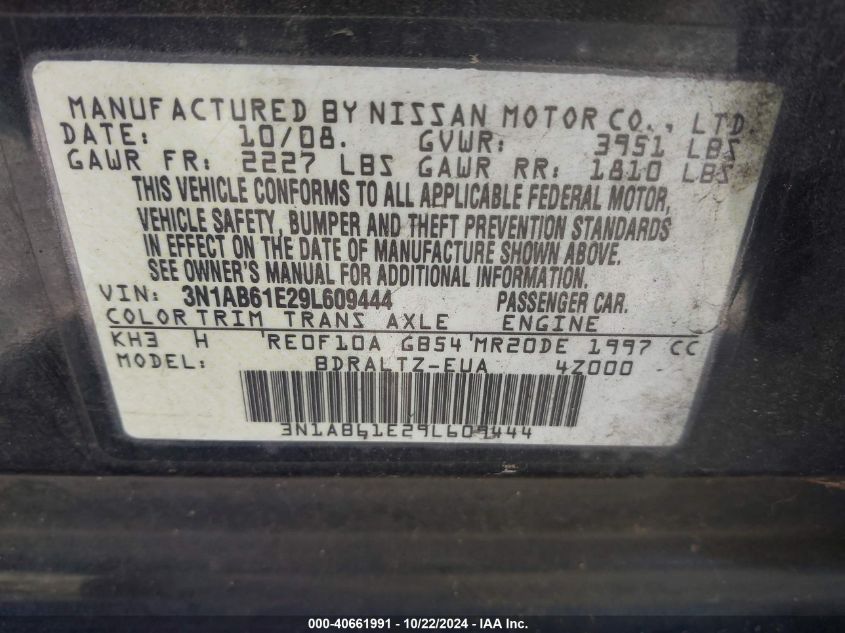 MANUFACTURED BY NISSAN MOTOR CO., LTD
DATE: 10/08. GVWR: 3951 LBS
GAWR FR: 2227 LBS GAWR RR: 1810 LBS
THIS VEHICLE CONFORMS TO ALL APPLICABLE FEDERAL MOTOR,
VEHICLE SAFETY, BUMPER AND THEFT PREVENTION STANDARDS
IN EFFECT ON THE DATE OF MANUFACTURE SHOWN ABOVE.
SEE OWNER'S MANUAL FOR ADDITIONAL INFORMATION.
VIN: 3N1AB61E29L609444 PASSENGER CAR.
COLOR TRIM TRANS AXLE ENGINE
KH3 H RE0F10A GB54 MR20DE 1997 CC
MODEL: BDRALTZ-EUA 4Z000
3N1AB61E29L609444
000-40661991 - 10/22/2024 - IAA Inc.